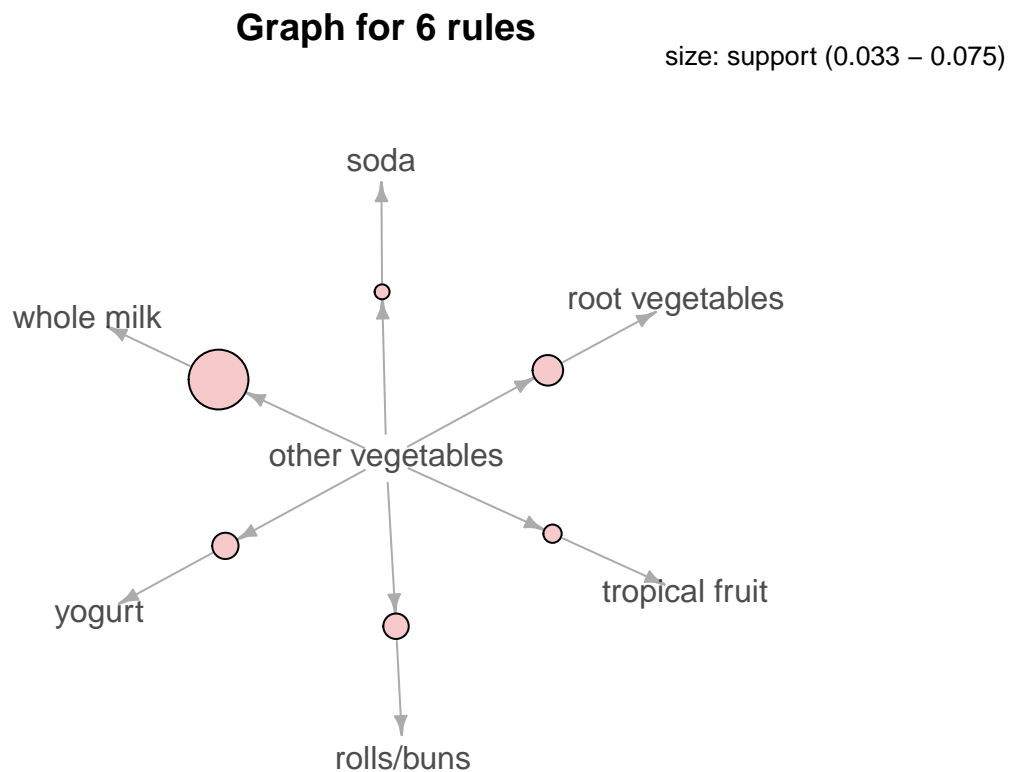 Graph for 6 rules
size: support (0.033 − 0.075)
soda
root vegetables
whole milk
other vegetables
tropical fruit
yogurt
rolls/buns